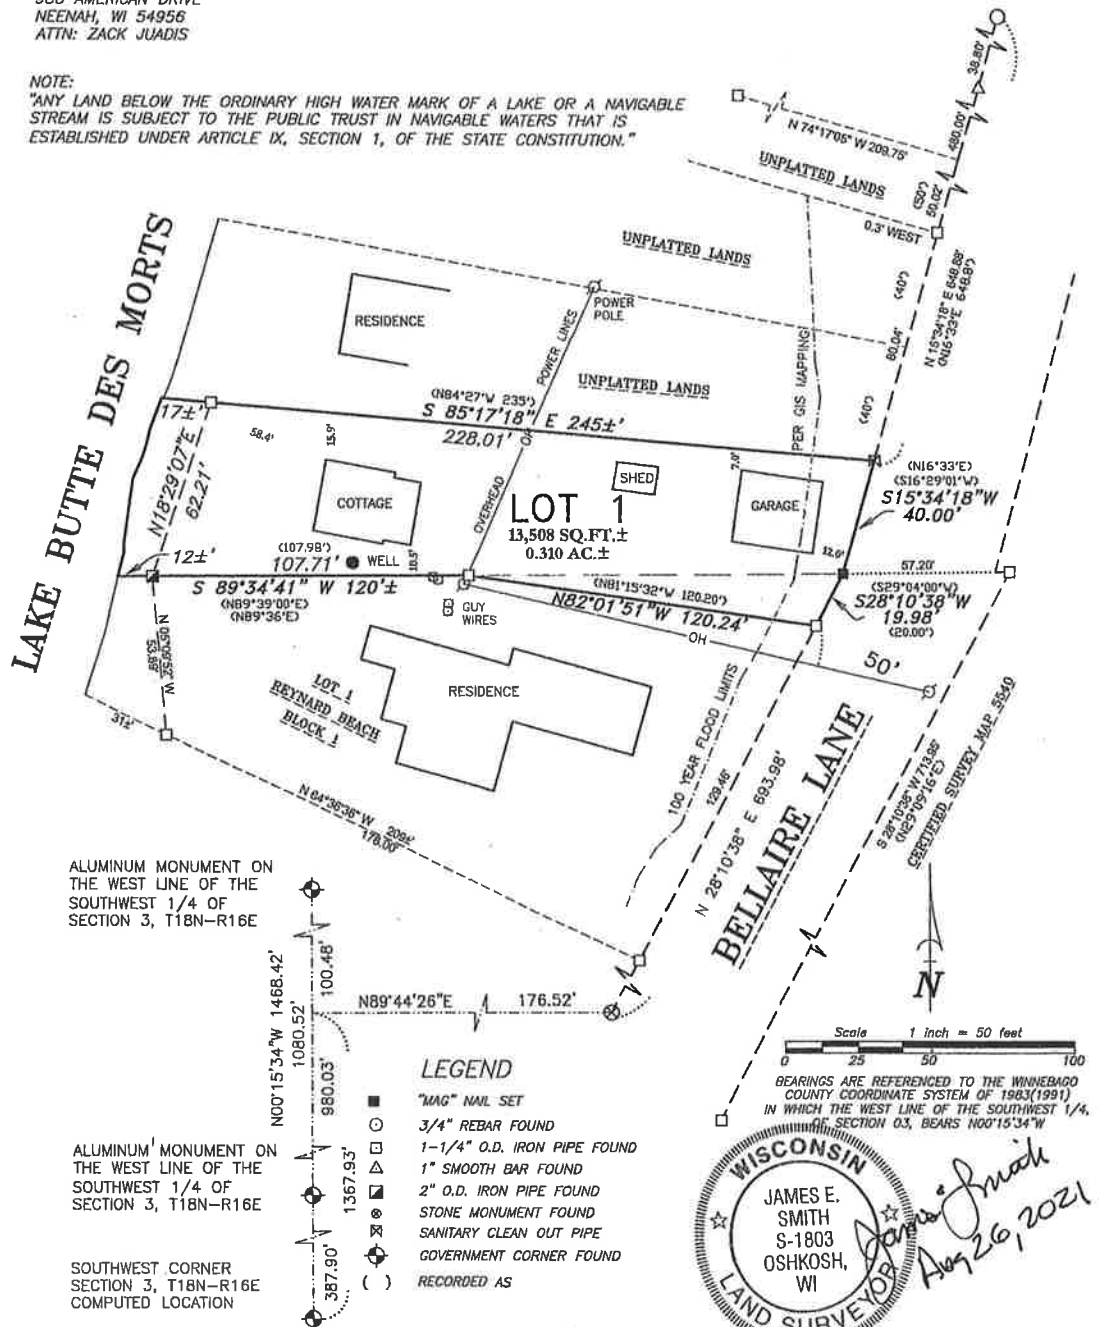 NEENAH, WI 54956
ATTN: ZACK JUADIS
NOTE:
"ANY LAND BELOW THE ORDINARY HIGH WATER MARK OF A LAKE OR A NAVIGABLE
STREAM IS SUBJECT TO THE PUBLIC TRUST IN NAVIGABLE WATERS THAT IS
ESTABLISHED UNDER ARTICLE IX, SECTION 1, OF THE STATE CONSTITUTION."
38.80'
480.00'
N 74°17'05" W 209.75'
UNPLATTED LANDS
(50')
50.02'
0.3' WEST
UNPLATTED LANDS
(40')
N 15°34'18" E 648.88'
(N16°33'E 648.8')
80.04'
(40')
LAKE BUTTE DES MORTS
RESIDENCE
POWER
POLE
POWER LINES
UNPLATTED LANDS
PER GIS MAPPING
(N84°27'W 235')
S 85°17'18" E 245±'
228.01'
OH
17±'
N18°29'07"E
62.21'
58.4'
15.9'
COTTAGE
OVERHEAD
SHED
7.0'
GARAGE
12.0'
LOT 1
13,508 SQ.FT.±
0.310 AC.±
(N16°33'E)
(S16°29'01"W)
S15°34'18"W
40.00'
12±'
(107.98')
107.71'
WELL
10.5'
S 89°34'41" W 120'±
(N89°39'00"E)
(N89°36'E)
GUY
WIRES
(N81°15'32"W 120.20')
N82°01'51"W 120.24'
OH
57.20'
(S29°04'00"W)
S28°10'38"W
19.98
(20.00')
50'
N 05°09'52" W
53.89'
31±'
LOT 1
REYNARD BEACH
BLOCK 1
RESIDENCE
N 64°36'36" W 209±'
178.00'
100 YEAR FLOOD LIMITS
129.46'
N 28°10'38" E 693.98'
BELLAIRE LANE
S 28°10'38" W 713.95'
(N29°09'16"E)
CERTIFIED SURVEY MAP 5540
ALUMINUM MONUMENT ON
THE WEST LINE OF THE
SOUTHWEST 1/4 OF
SECTION 3, T18N-R16E
N00°15'34"W 1468.42'
1080.52'
100.48'
980.03'
N89°44'26"E 176.52'
N
Scale 1 inch = 50 feet
0 25 50 100
BEARINGS ARE REFERENCED TO THE WINNEBAGO
COUNTY COORDINATE SYSTEM OF 1983(1991)
IN WHICH THE WEST LINE OF THE SOUTHWEST 1/4,
OF SECTION 03, BEARS N00°15'34"W
LEGEND
"MAG" NAIL SET
3/4" REBAR FOUND
1-1/4" O.D. IRON PIPE FOUND
1" SMOOTH BAR FOUND
2" O.D. IRON PIPE FOUND
STONE MONUMENT FOUND
SANITARY CLEAN OUT PIPE
GOVERNMENT CORNER FOUND
( ) RECORDED AS
ALUMINUM MONUMENT ON
THE WEST LINE OF THE
SOUTHWEST 1/4 OF
SECTION 3, T18N-R16E
1367.93'
387.90'
SOUTHWEST CORNER
SECTION 3, T18N-R16E
COMPUTED LOCATION
WISCONSIN
JAMES E.
SMITH
S-1803
OSHKOSH,
WI
LAND SURVEYOR
James E Smith
Aug 26, 2021